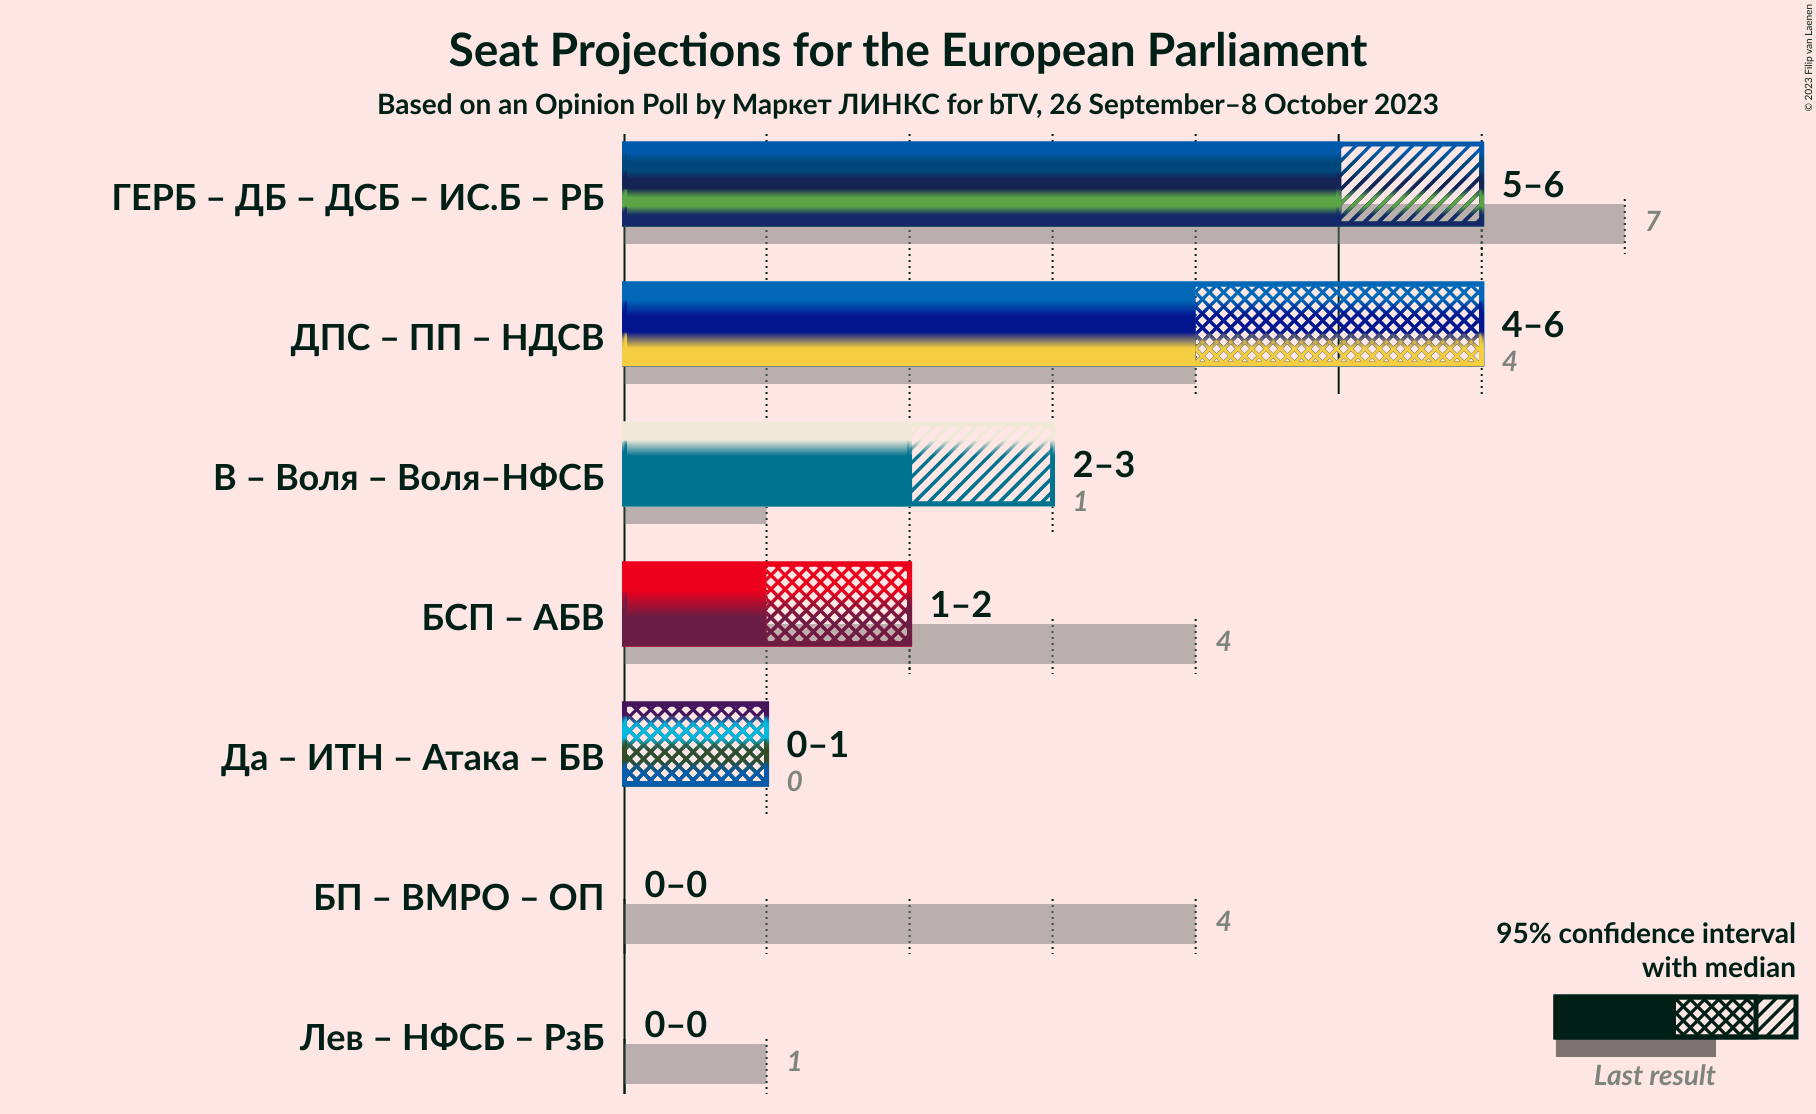 Seat Projections for the European Parliament
Based on an Opinion Poll by Маркет ЛИНКС for bTV, 26 September–8 October 2023
© 2023 Filip van Laenen
ГЕРБ – ДБ – ДСБ – ИС.Б – РБ
5–6
7
ДПС – ПП – НДСВ
4–6
4
В – Воля – Воля–НФСБ
2–3
1
БСП – АБВ
1–2
4
Да – ИТН – Атака – БВ
0–1
0
БП – ВМРО – ОП
0–0
4
Лев – НФСБ – РзБ
0–0
1
95% confidence interval
with median
Last result